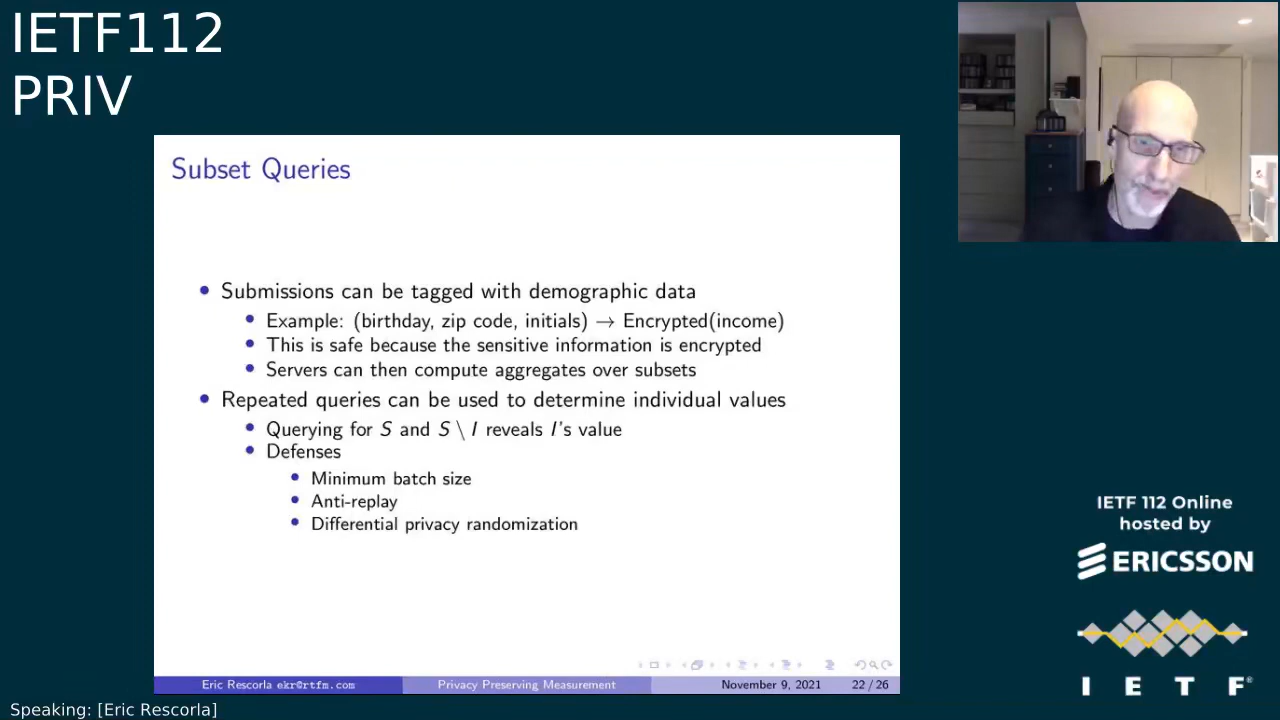 IETF112
PRIV
Subset Queries
• Submissions can be tagged with demographic data
• Example: (birthday, zip code, initials) → Encrypted(income)
• This is safe because the sensitive information is encrypted
• Servers can then compute aggregates over subsets
• Repeated queries can be used to determine individual values
• Querying for S and S \ I reveals I's value
• Defenses
• Minimum batch size
• Anti-replay
• Differential privacy randomization
Eric Rescorla ekr@rtfm.com Privacy Preserving Measurement November 9, 2021 22 / 26
IETF 112 Online
hosted by
ERICSSON
I E T F®
Speaking: [Eric Rescorla]